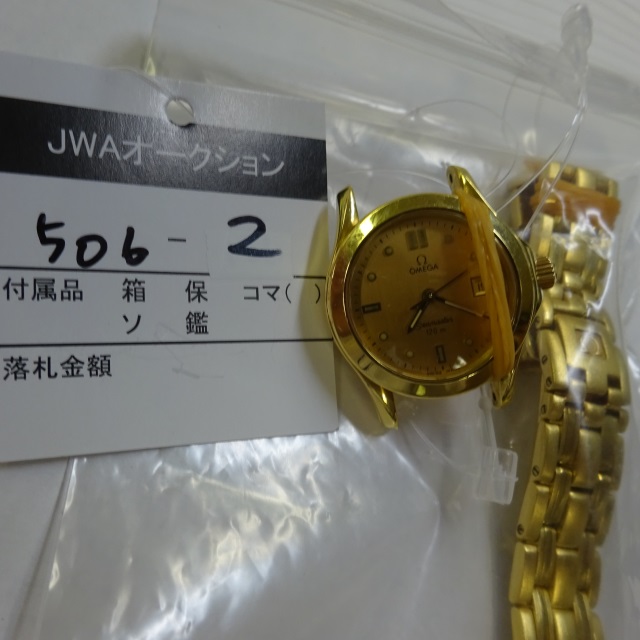 JWAオークション
506-2
付属品 箱 保 コマ( )
ソ 鑑
落札金額
OMEGA